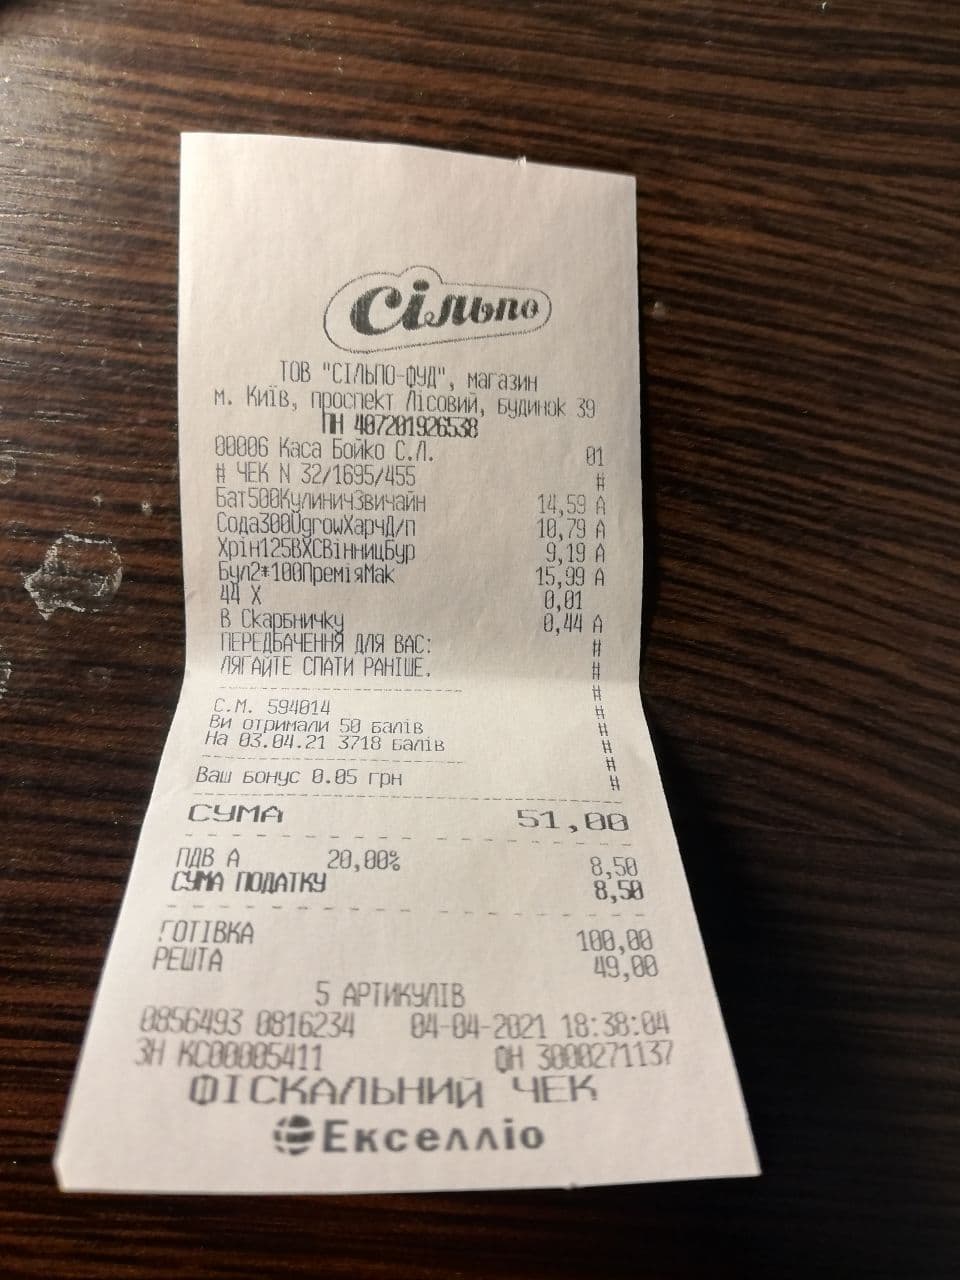 Сільпо
ТОВ "СІЛЬПО-ФУД", магазин
м. Київ, проспект Лісовий, будинок 39
ПН 407201926538
00006 Каса Бойко С.Л. 01
# ЧЕК N 32/1695/455 #
Бат500КулиничЗвичайн 14,59 А
Сода300UgrowХарчД/п 10,79 А
Хрін125ВХСВінницБур 9,19 А
Бул2*100ПреміяМак 15,99 А
44 X 0,01
В Скарбничку 0,44 А
ПЕРЕДБАЧЕННЯ ДЛЯ ВАС: #
ЛЯГАЙТЕ СПАТИ РАНІШЕ. #
#
С.М. 594014 #
Ви отримали 50 балів #
На 03.04.21 3718 балів #
#
Ваш бонус 0.05 грн #
СУМА 51,00
ПДВ А 20,00% 8,50
СУМА ПОДАТКУ 8,50
ГОТІВКА 100,00
РЕШТА 49,00
5 АРТИКУЛІВ
0856493 0816234 04-04-2021 18:38:04
ЗН КС00005411 ФН 3000271137
ФІСКАЛЬНИЙ ЧЕК
Екселліо